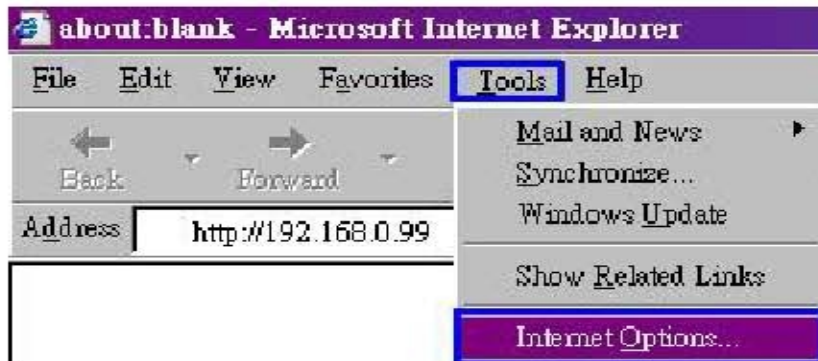 about:blank - Microsoft Internet Explorer
File Edit View Favorites Tools Help
Back Forward
Address http://192.168.0.99
Mail and News
Synchronize...
Windows Update
Show Related Links
Internet Options...